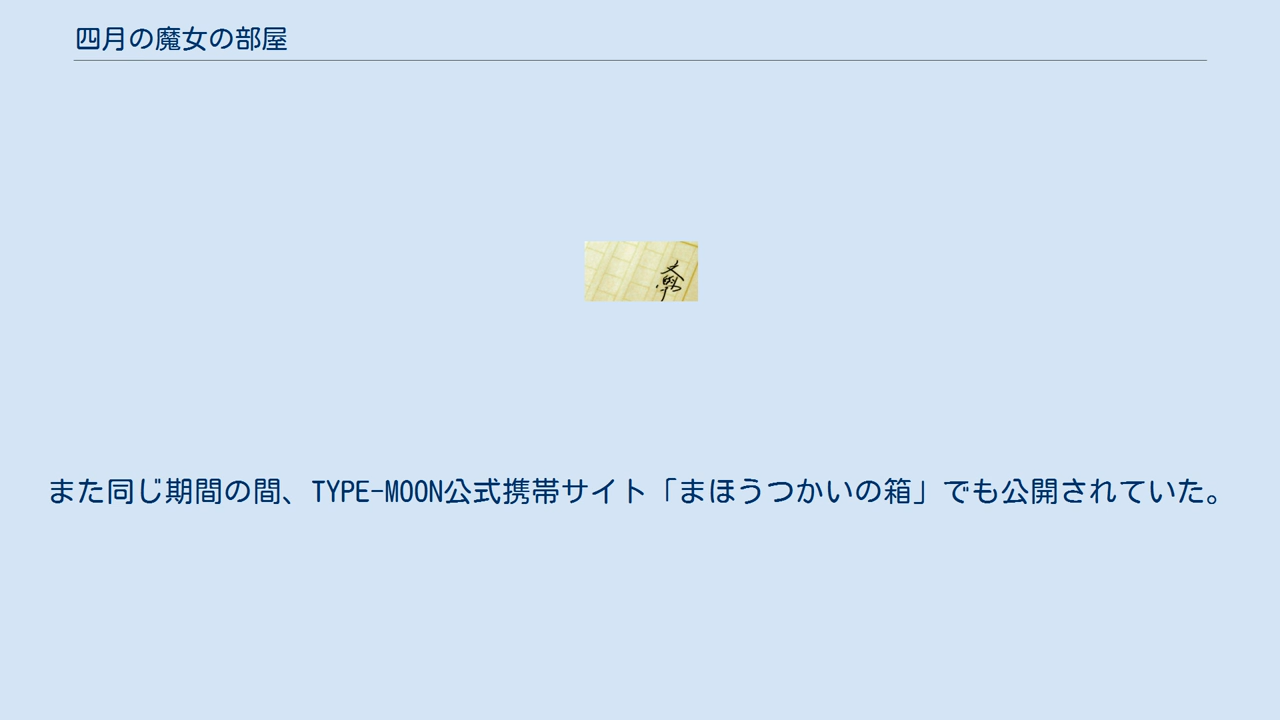 四月の魔女の部屋
また同じ期間の間、TYPE-MOON公式携帯サイト「まほうつかいの箱」でも公開されていた。